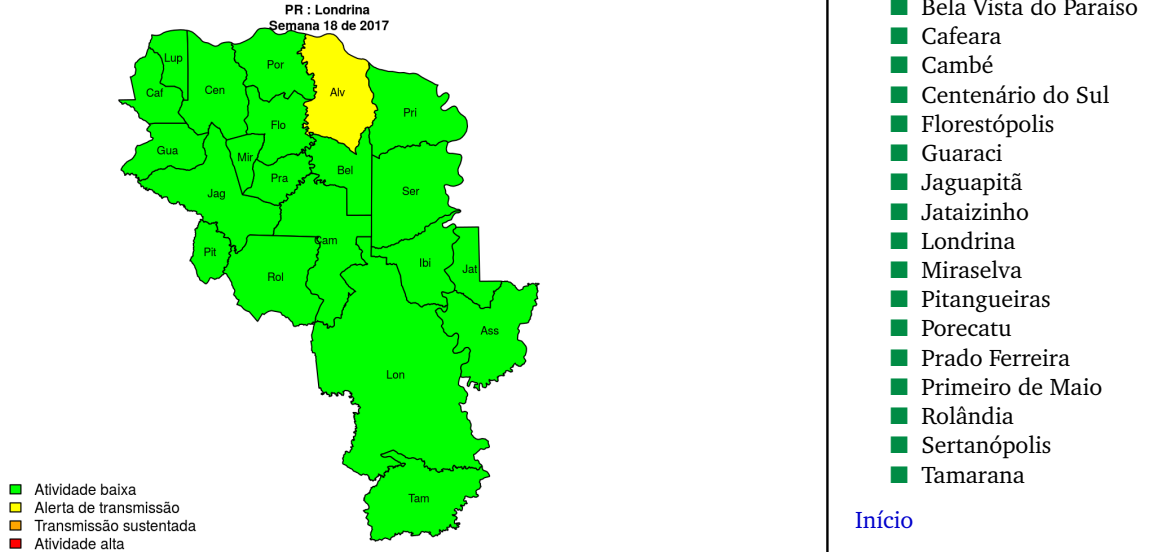 PR : Londrina
Semana 18 de 2017
Lup
Por
Caf
Cen
Alv
Pri
Flo
Gua
Mir
Bel
Pra
Jag
Ser
Cam
Pit
Ibi
Jat
Rol
Ass
Lon
Tam
Atividade baixa
Alerta de transmissão
Transmissão sustentada
Atividade alta
Bela Vista do Paraíso
Cafeara
Cambé
Centenário do Sul
Florestópolis
Guaraci
Jaguapitã
Jataizinho
Londrina
Miraselva
Pitangueiras
Porecatu
Prado Ferreira
Primeiro de Maio
Rolândia
Sertanópolis
Tamarana
Início